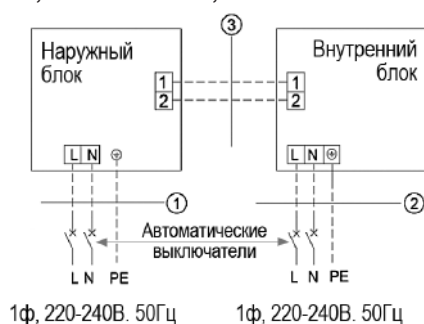 ③
Наружный
блок
Внутренний
блок
1
2
1
2
L N
L N
①
②
Автоматические
выключатели
L N PE
L N PE
1ф, 220-240В. 50Гц
1ф, 220-240В. 50Гц